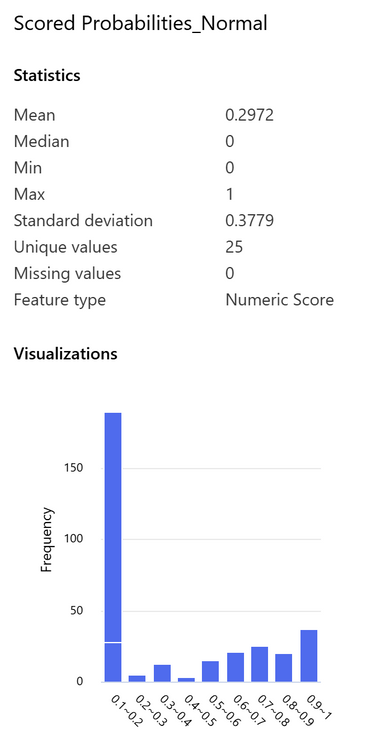 Scored Probabilities_Normal
Statistics
Mean 0.2972
Median 0
Min 0
Max 1
Standard deviation 0.3779
Unique values 25
Missing values 0
Feature type Numeric Score
Visualizations
150
100
50
0
Frequency
0.1~0.2
0.2~0.3
0.3~0.4
0.4~0.5
0.5~0.6
0.6~0.7
0.7~0.8
0.8~0.9
0.9~1